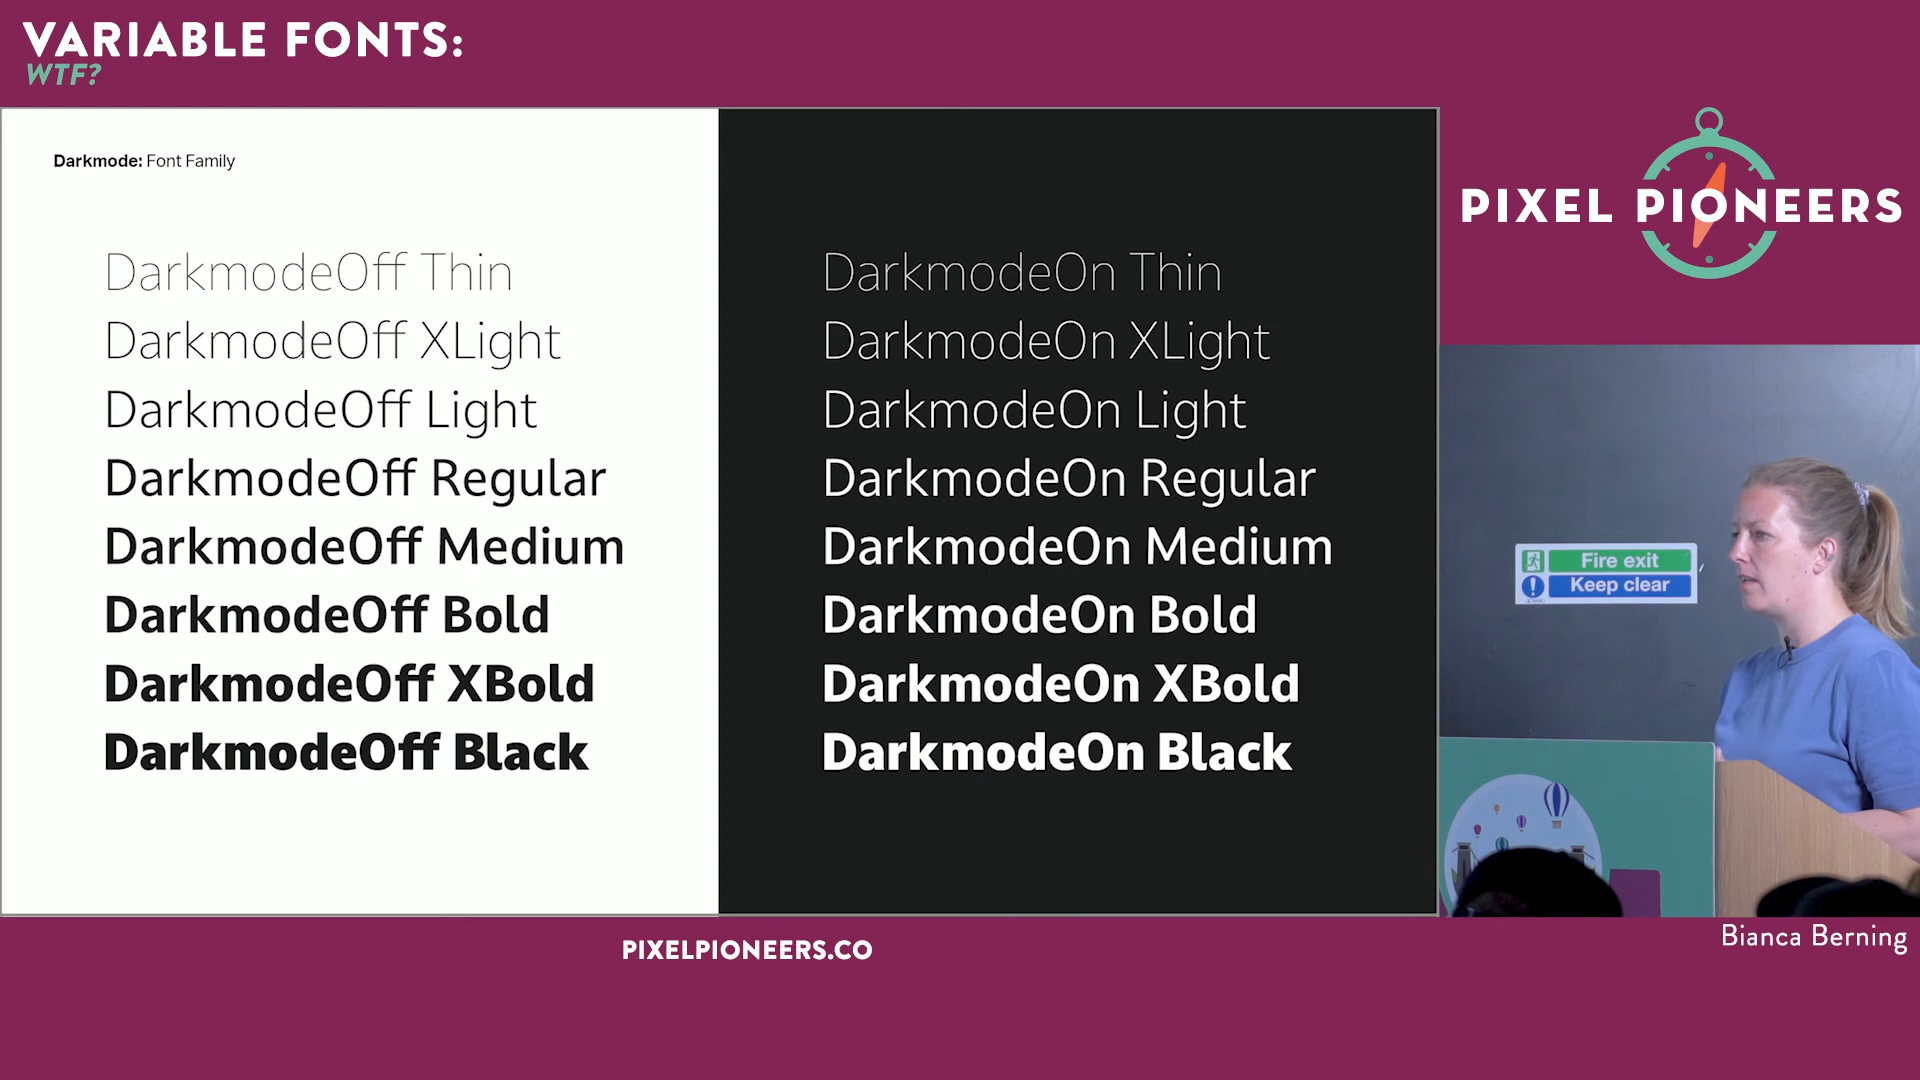 VARIABLE FONTS:
WTF?
Darkmode: Font Family
DarkmodeOff Thin
DarkmodeOff XLight
DarkmodeOff Light
DarkmodeOff Regular
DarkmodeOff Medium
DarkmodeOff Bold
DarkmodeOff XBold
DarkmodeOff Black
DarkmodeOn Thin
DarkmodeOn XLight
DarkmodeOn Light
DarkmodeOn Regular
DarkmodeOn Medium
DarkmodeOn Bold
DarkmodeOn XBold
DarkmodeOn Black
PIXEL PIONEERS
Fire exit
Keep clear
Bianca Berning
PIXELPIONEERS.CO